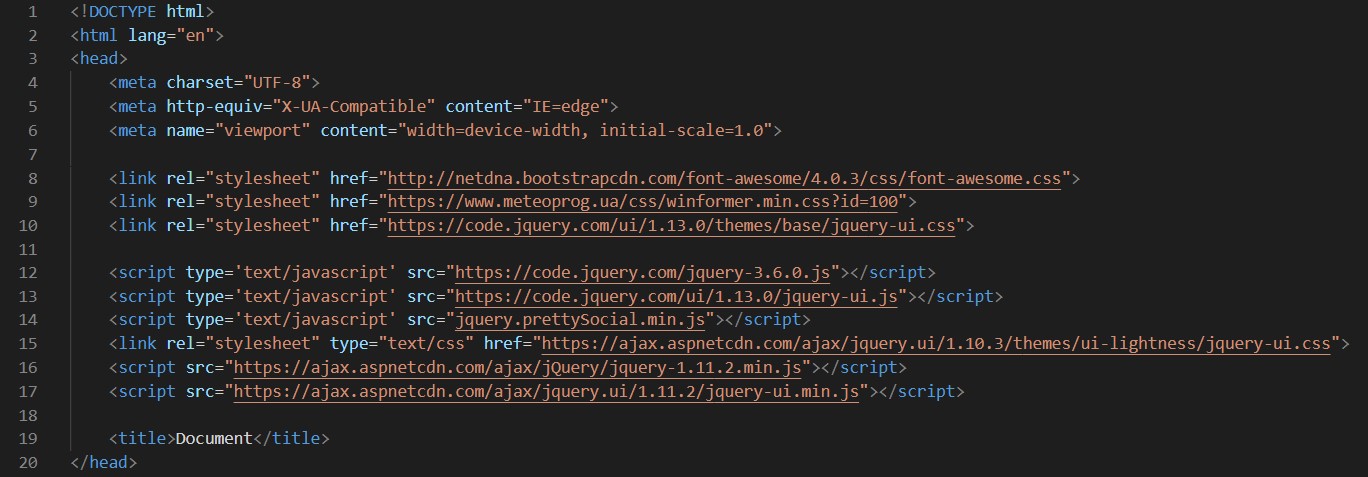 1 <!DOCTYPE html>
2 <html lang="en">
3 <head>
4     <meta charset="UTF-8">
5     <meta http-equiv="X-UA-Compatible" content="IE=edge">
6     <meta name="viewport" content="width=device-width, initial-scale=1.0">
7
8     <link rel="stylesheet" href="http://netdna.bootstrapcdn.com/font-awesome/4.0.3/css/font-awesome.css">
9     <link rel="stylesheet" href="https://www.meteoprog.ua/css/winformer.min.css?id=100">
10     <link rel="stylesheet" href="https://code.jquery.com/ui/1.13.0/themes/base/jquery-ui.css">
11
12     <script type='text/javascript' src="https://code.jquery.com/jquery-3.6.0.js"></script>
13     <script type='text/javascript' src="https://code.jquery.com/ui/1.13.0/jquery-ui.js"></script>
14     <script type='text/javascript' src="jquery.prettySocial.min.js"></script>
15     <link rel="stylesheet" type="text/css" href="https://ajax.aspnetcdn.com/ajax/jquery.ui/1.10.3/themes/ui-lightness/jquery-ui.css">
16     <script src="https://ajax.aspnetcdn.com/ajax/jQuery/jquery-1.11.2.min.js"></script>
17     <script src="https://ajax.aspnetcdn.com/ajax/jquery.ui/1.11.2/jquery-ui.min.js"></script>
18
19     <title>Document</title>
20 </head>